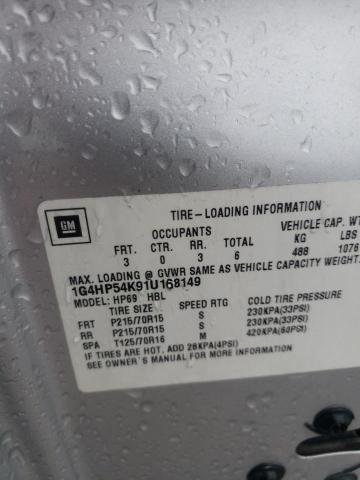 GM
TIRE-LOADING INFORMATION
OCCUPANTS VEHICLE CAP. WT
FRT. CTR. RR. TOTAL KG LBS
3 0 3 6 488 1076
MAX. LOADING @ GVWR SAME AS VEHICLE CAPACITY WEIGHT.
1G4HP54K91U168149
MODEL: HP69 HBL
TIRE SIZE SPEED RTG COLD TIRE PRESSURE
FRT P215/70R15 S 230KPA(33PSI)
RR P215/70R15 S 230KPA(33PSI)
SPA T125/70R16 M 420KPA(60PSI)
IF TIRES ARE HOT, ADD 28KPA(4PSI)
SEE OWNER'S MANUAL FOR MORE INFORMATION